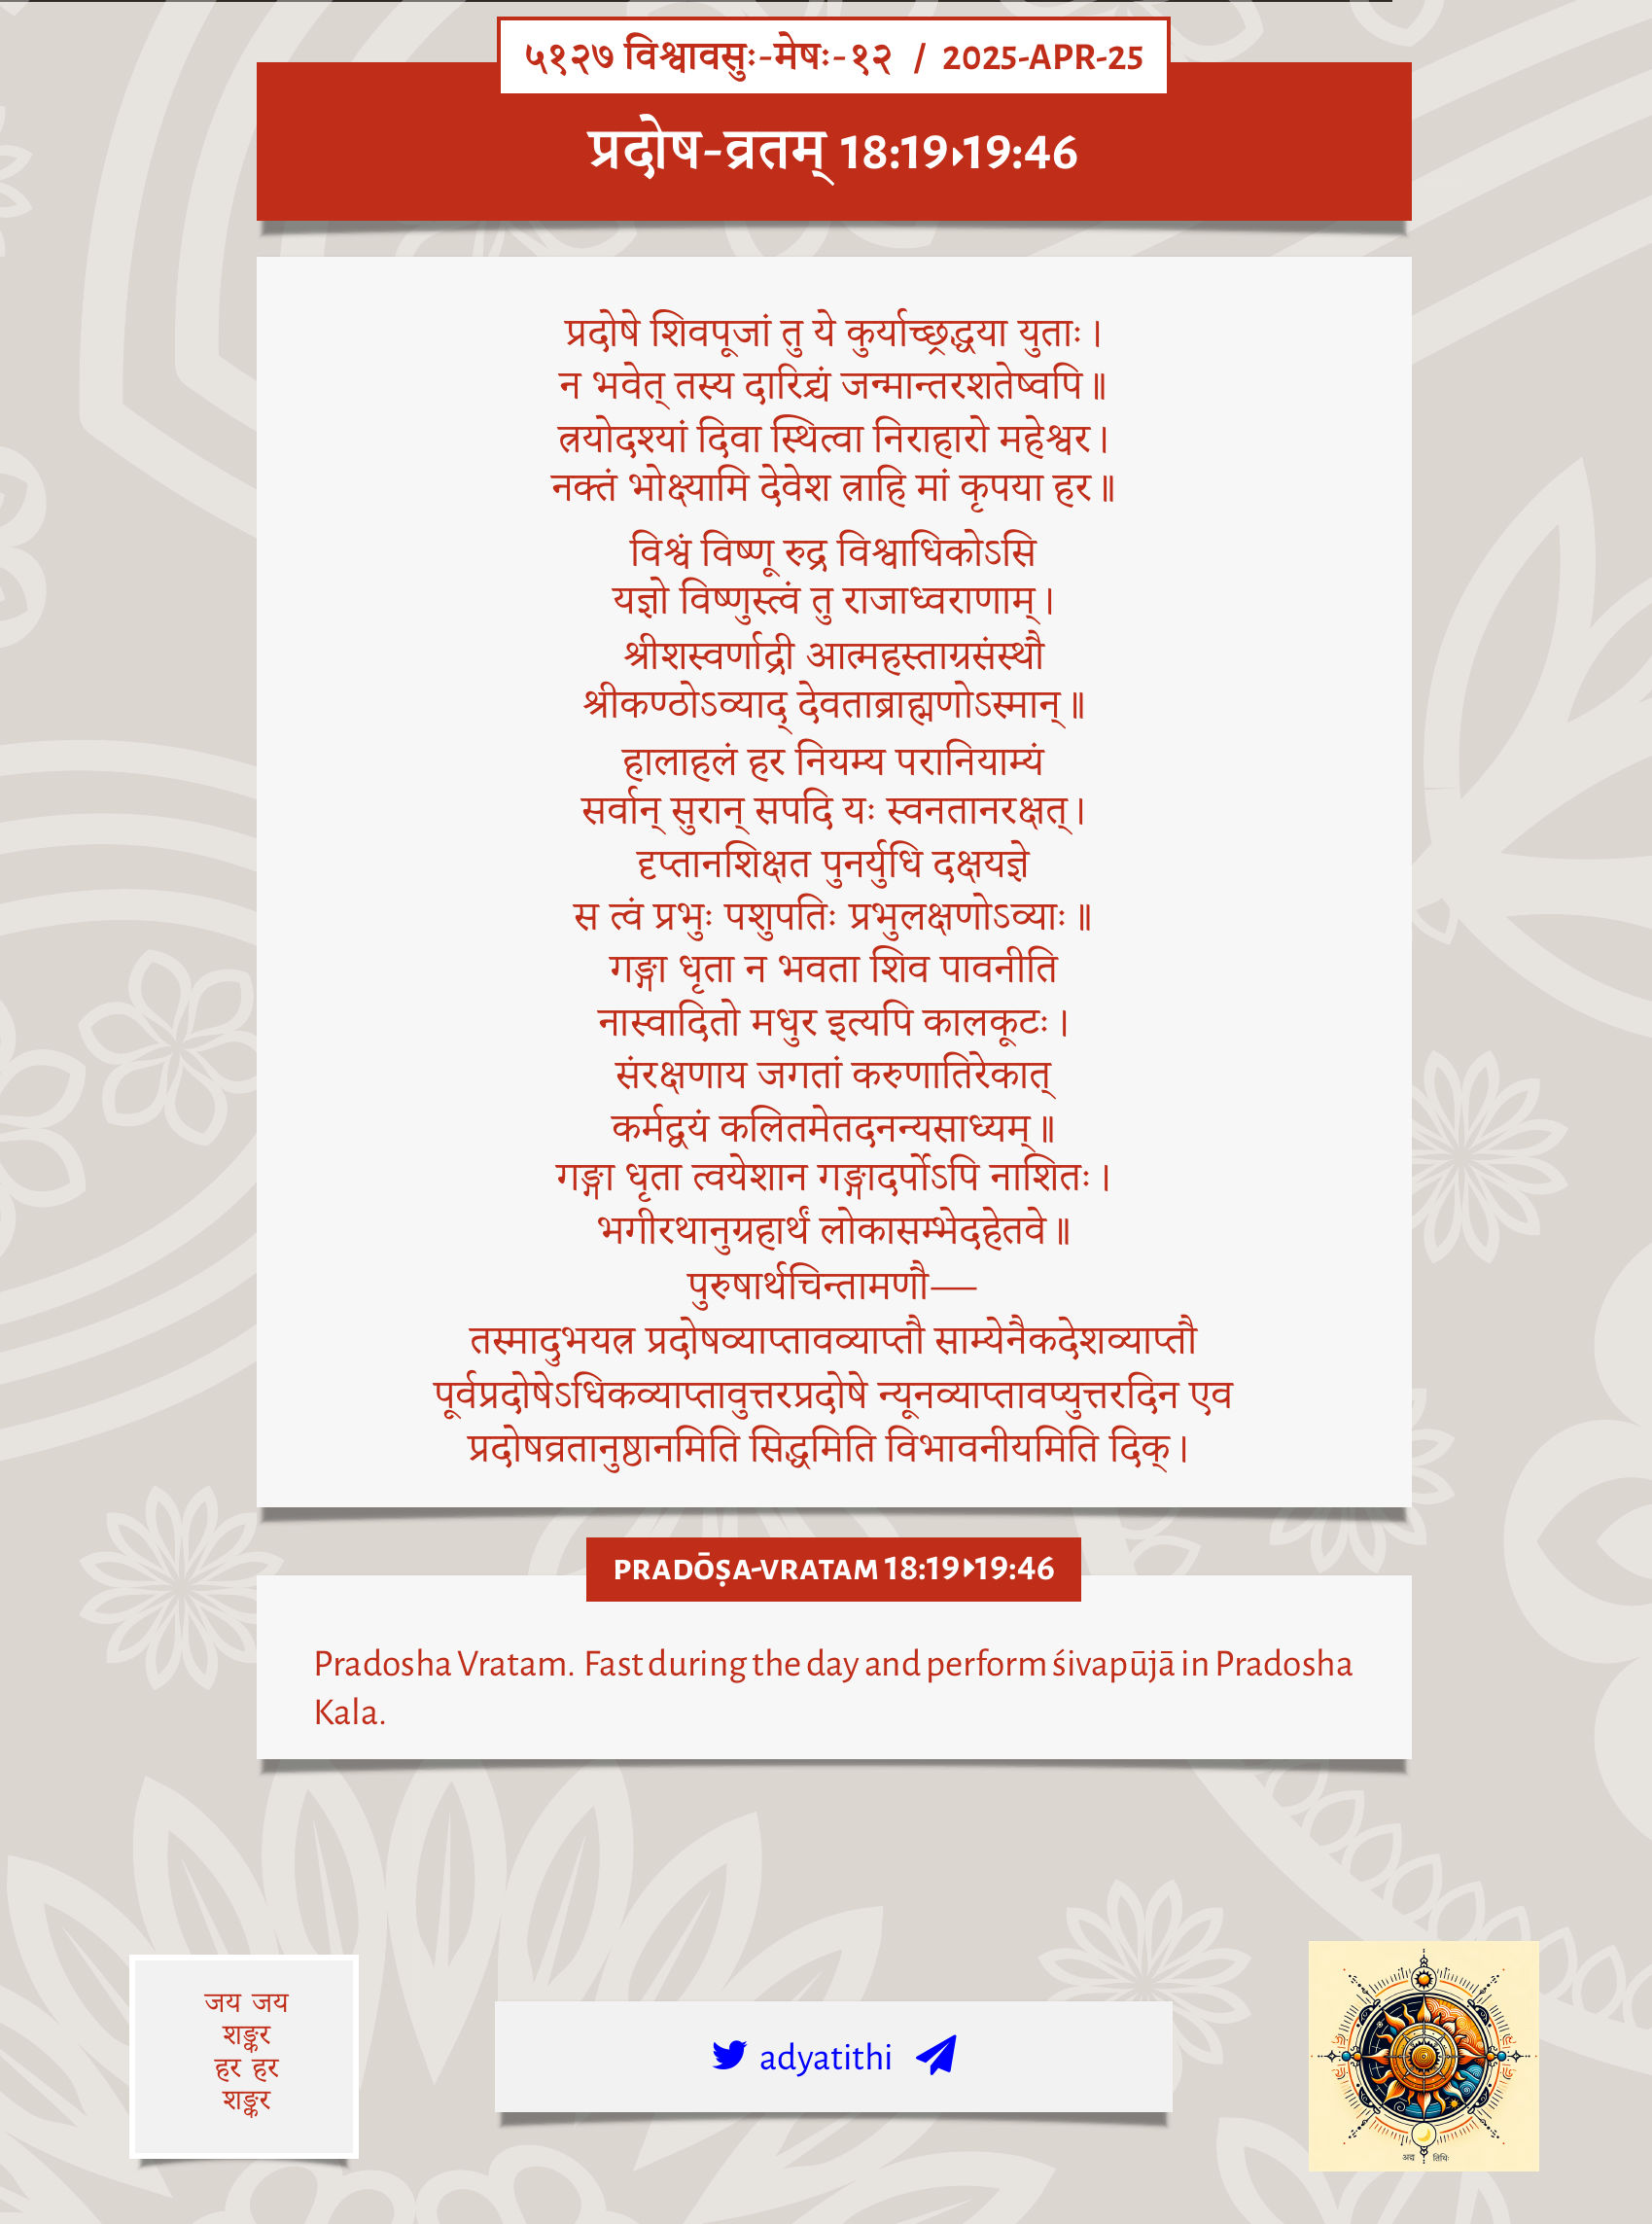 ५१२७ विश्वावसुः-मेषः-१२ / 2025-APR-25
प्रदोष-व्रतम् 18:19▸19:46
प्रदोषे शिवपूजां तु ये कुर्याच्छ्रद्धया युताः।
न भवेत् तस्य दारिद्र्यं जन्मान्तरशतेष्वपि॥
त्रयोदश्यां दिवा स्थित्वा निराहारो महेश्वर।
नक्तं भोक्ष्यामि देवेश त्राहि मां कृपया हर॥
विश्वं विष्णू रुद्र विश्वाधिकोऽसि
यज्ञो विष्णुस्त्वं तु राजाध्वराणाम्।
श्रीशस्वर्णाद्री आत्महस्ताग्रसंस्थौ
श्रीकण्ठोऽव्याद् देवताब्राह्मणोऽस्मान्॥
हालाहलं हर नियम्य परानियाम्यं
सर्वान् सुरान् सपदि यः स्वनतानरक्षत्।
दृप्तानशिक्षत पुनर्युधि दक्षयज्ञे
स त्वं प्रभुः पशुपतिः प्रभुलक्षणोऽव्याः॥
गङ्गा धृता न भवता शिव पावनीति
नास्वादितो मधुर इत्यपि कालकूटः।
संरक्षणाय जगतां करुणातिरेकात्
कर्मद्वयं कलितमेतदनन्यसाध्यम्॥
गङ्गा धृता त्वयेशान गङ्गादर्पोऽपि नाशितः।
भगीरथानुग्रहार्थं लोकासम्भेदहेतवे॥
पुरुषार्थचिन्तामणौ—
तस्मादुभयत्र प्रदोषव्याप्तावव्याप्तौ साम्येनैकदेशव्याप्तौ
पूर्वप्रदोषेऽधिकव्याप्तावुत्तरप्रदोषे न्यूनव्याप्तावप्युत्तरदिन एव
प्रदोषव्रतानुष्ठानमिति सिद्धमिति विभावनीयमिति दिक्।
PRADŌṢA-VRATAM 18:19▸19:46
Pradosha Vratam. Fast during the day and perform śivapūjā in Pradosha
Kala.
जय जय
शङ्कर
हर हर
शङ्कर
adyatithi
अद्य तिथिः